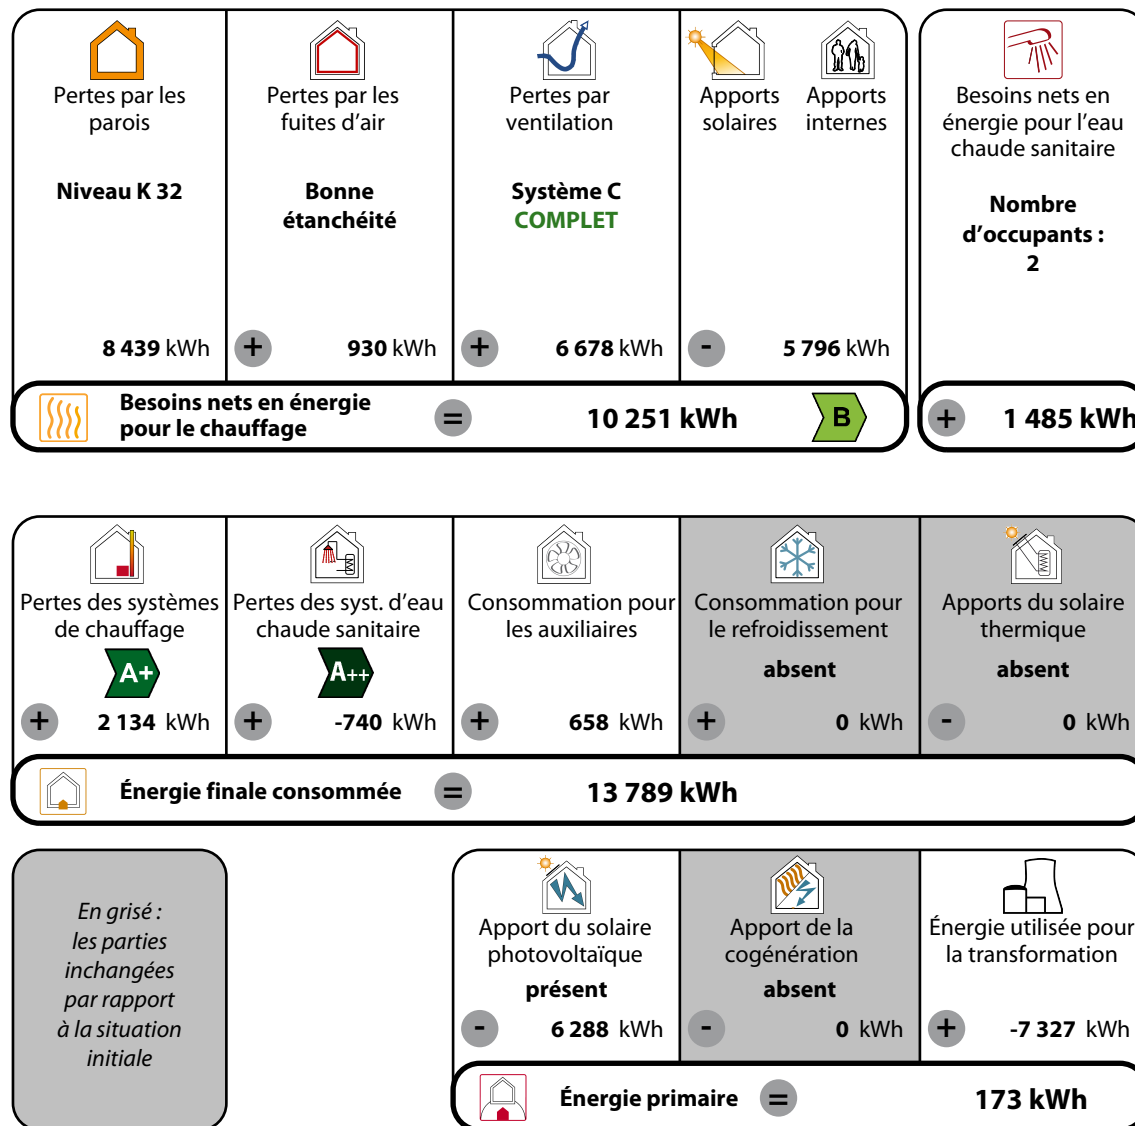 Pertes par les
parois
Niveau K 32
8 439 kWh
Pertes par les
fuites d'air
Bonne
étanchéité
+ 930 kWh
Pertes par
ventilation
Système C
COMPLET
+ 6 678 kWh
Apports
solaires
Apports
internes
- 5 796 kWh
Besoins nets en énergie
pour le chauffage
= 10 251 kWh B
Besoins nets en
énergie pour l'eau
chaude sanitaire
Nombre
d'occupants :
2
+ 1 485 kWh
Pertes des systèmes
de chauffage
A+
+ 2 134 kWh
Pertes des syst. d'eau
chaude sanitaire
A++
+ -740 kWh
Consommation pour
les auxiliaires
+ 658 kWh
Consommation pour
le refroidissement
absent
+ 0 kWh
Apports du solaire
thermique
absent
- 0 kWh
Énergie finale consommée = 13 789 kWh
En grisé :
les parties
inchangées
par rapport
à la situation
initiale
Apport du solaire
photovoltaïque
présent
- 6 288 kWh
Apport de la
cogénération
absent
- 0 kWh
Énergie utilisée pour
la transformation
+ -7 327 kWh
Énergie primaire = 173 kWh